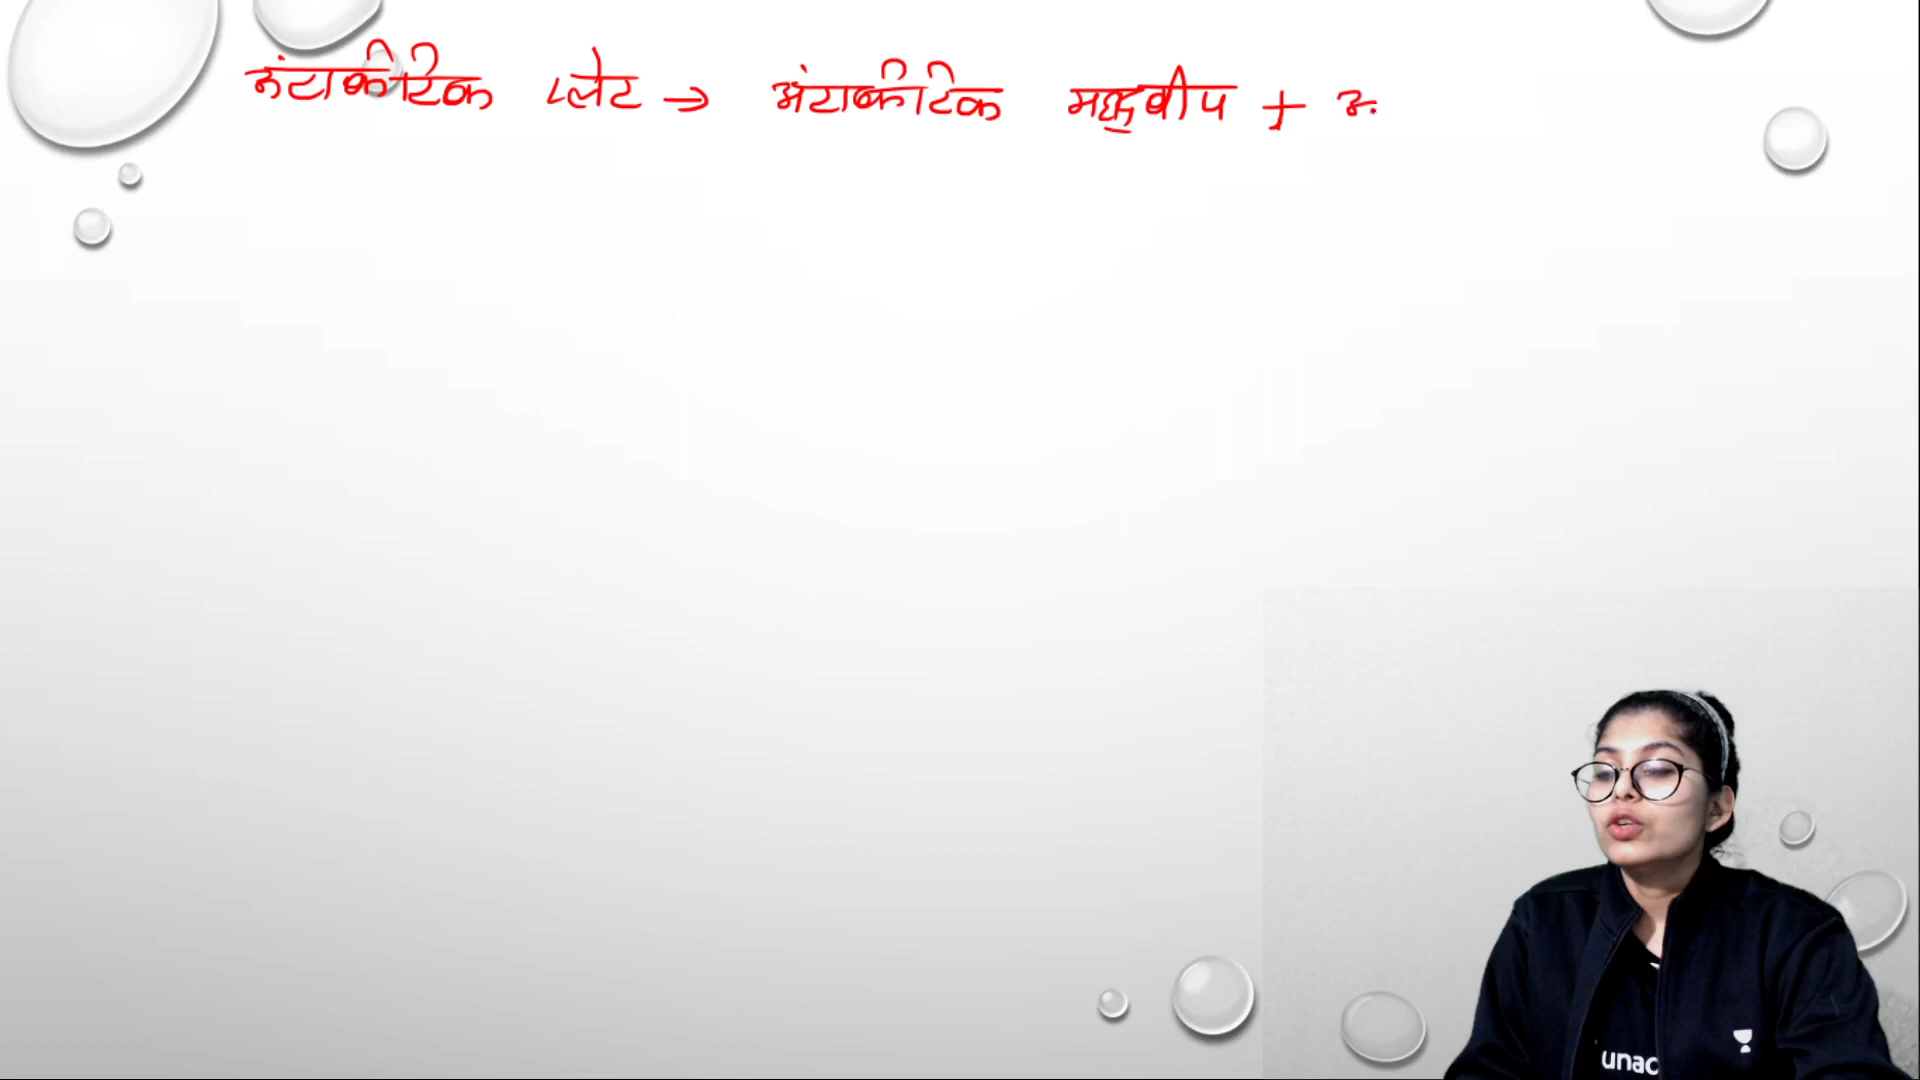 अंटार्कटिक प्लेट → अंटार्कटिक महाद्वीप + अ
unac